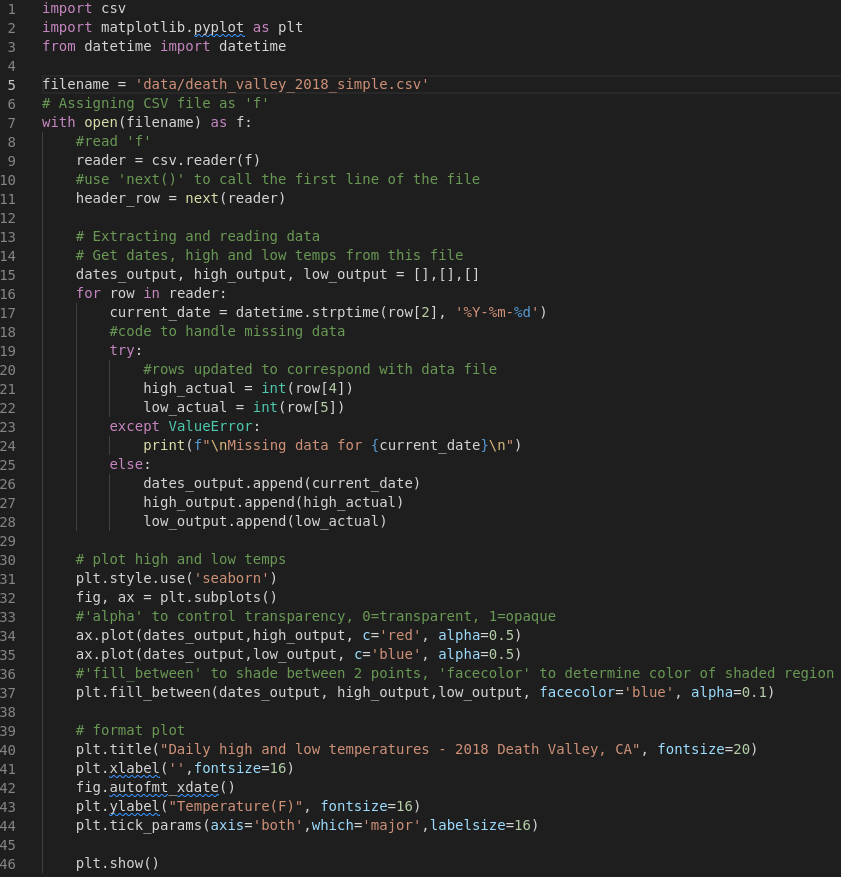 1 import csv
2 import matplotlib.pyplot as plt
3 from datetime import datetime
4
5 filename = 'data/death_valley_2018_simple.csv'
6 # Assigning CSV file as 'f'
7 with open(filename) as f:
8     #read 'f'
9     reader = csv.reader(f)
10     #use 'next()' to call the first line of the file
11     header_row = next(reader)
12
13     # Extracting and reading data
14     # Get dates, high and low temps from this file
15     dates_output, high_output, low_output = [],[],[]
16     for row in reader:
17         current_date = datetime.strptime(row[2], '%Y-%m-%d')
18         #code to handle missing data
19         try:
20             #rows updated to correspond with data file
21             high_actual = int(row[4])
22             low_actual = int(row[5])
23         except ValueError:
24             print(f"\nMissing data for {current_date}\n")
25         else:
26             dates_output.append(current_date)
27             high_output.append(high_actual)
28             low_output.append(low_actual)
29
30     # plot high and low temps
31     plt.style.use('seaborn')
32     fig, ax = plt.subplots()
33     #'alpha' to control transparency, 0=transparent, 1=opaque
34     ax.plot(dates_output,high_output, c='red', alpha=0.5)
35     ax.plot(dates_output,low_output, c='blue', alpha=0.5)
36     #'fill_between' to shade between 2 points, 'facecolor' to determine color of shaded region
37     plt.fill_between(dates_output, high_output,low_output, facecolor='blue', alpha=0.1)
38
39     # format plot
40     plt.title("Daily high and low temperatures - 2018 Death Valley, CA", fontsize=20)
41     plt.xlabel('',fontsize=16)
42     fig.autofmt_xdate()
43     plt.ylabel("Temperature(F)", fontsize=16)
44     plt.tick_params(axis='both',which='major',labelsize=16)
45
46     plt.show()